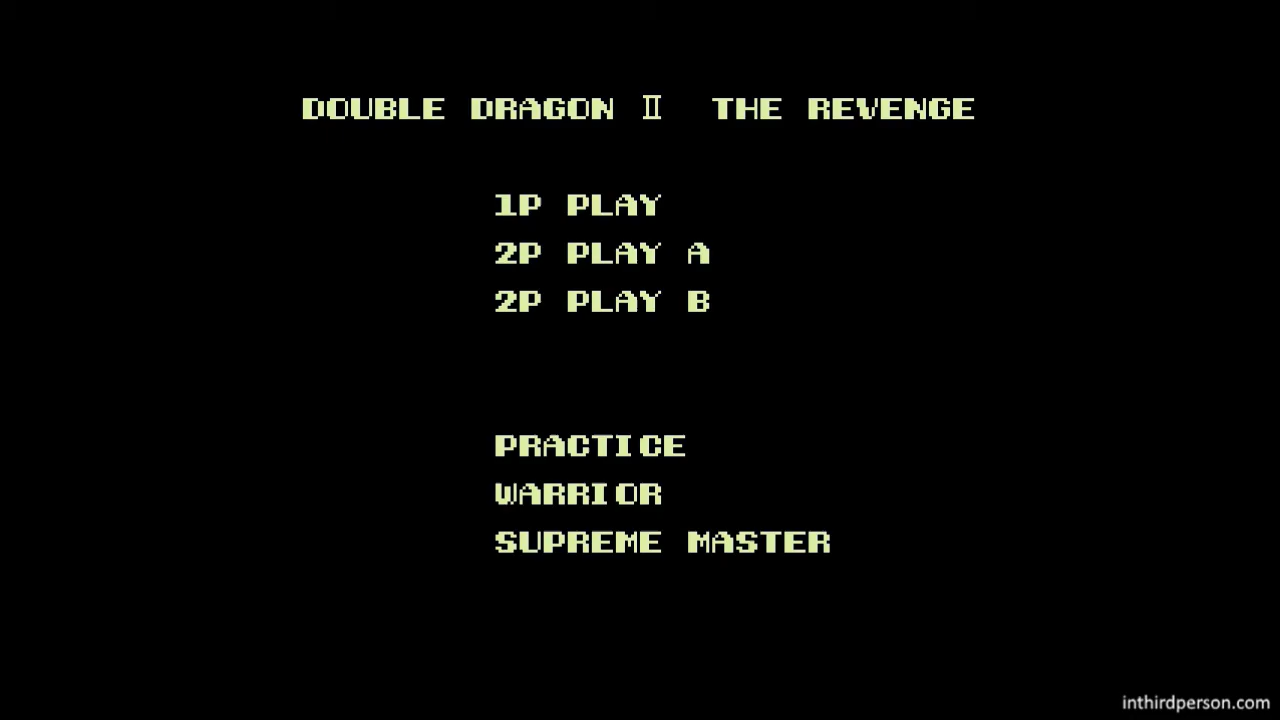 DOUBLE DRAGON Ⅱ THE REVENGE
1P PLAY
2P PLAY A
2P PLAY B
PRACTICE
WARRIOR
SUPREME MASTER
inthirdperson.com